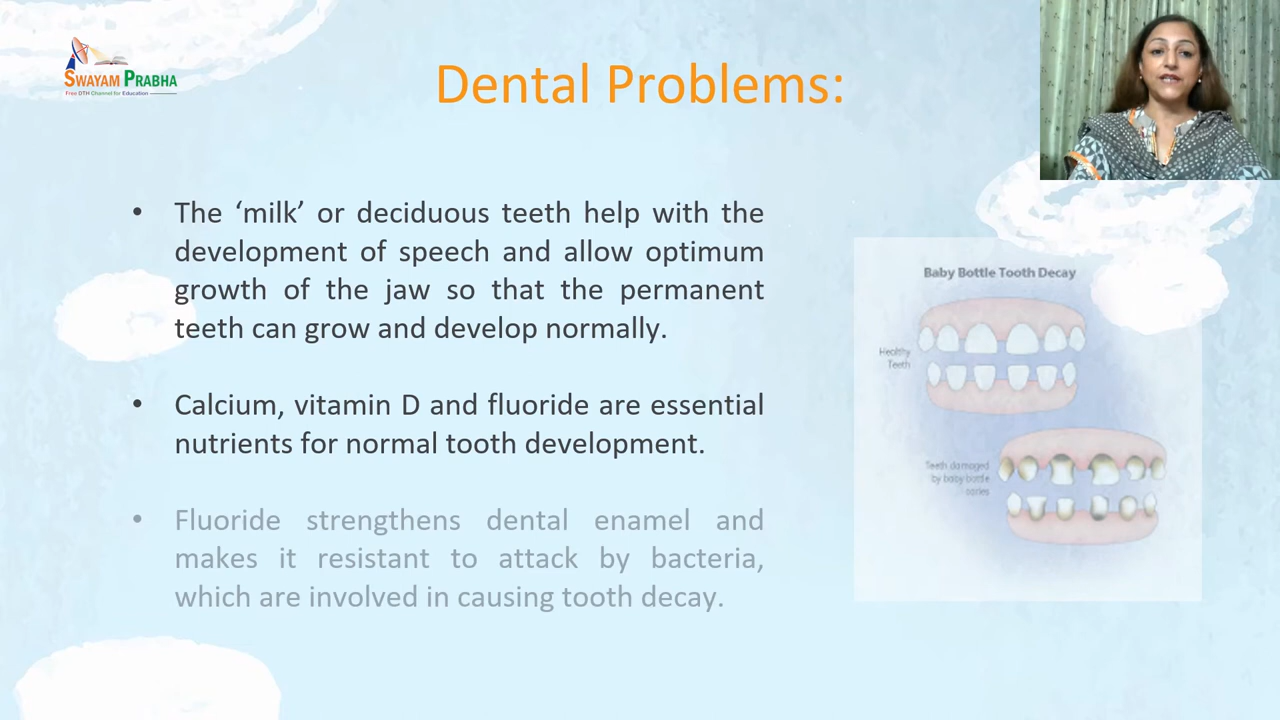 SWAYAM PRABHA
Free DTH Channel for Education
Dental Problems:
• The ‘milk’ or deciduous teeth help with the
development of speech and allow optimum
growth of the jaw so that the permanent
teeth can grow and develop normally.
• Calcium, vitamin D and fluoride are essential
nutrients for normal tooth development.
• Fluoride strengthens dental enamel and
makes it resistant to attack by bacteria,
which are involved in causing tooth decay.
Baby Bottle Tooth Decay
Healthy
Teeth
Teeth damaged
by baby bottle
caries